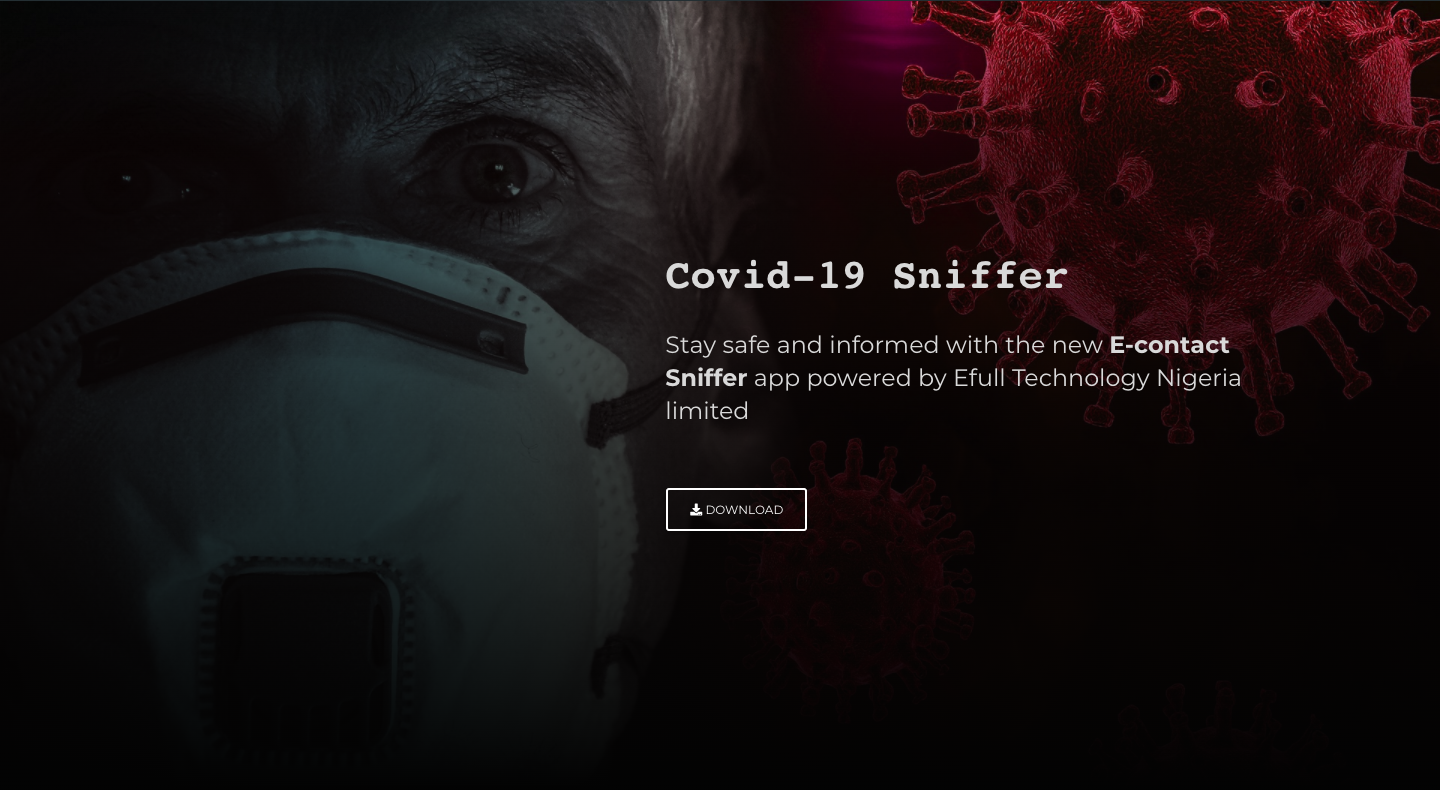 Covid-19 Sniffer
Stay safe and informed with the new E-contact
Sniffer app powered by Efull Technology Nigeria
limited
DOWNLOAD